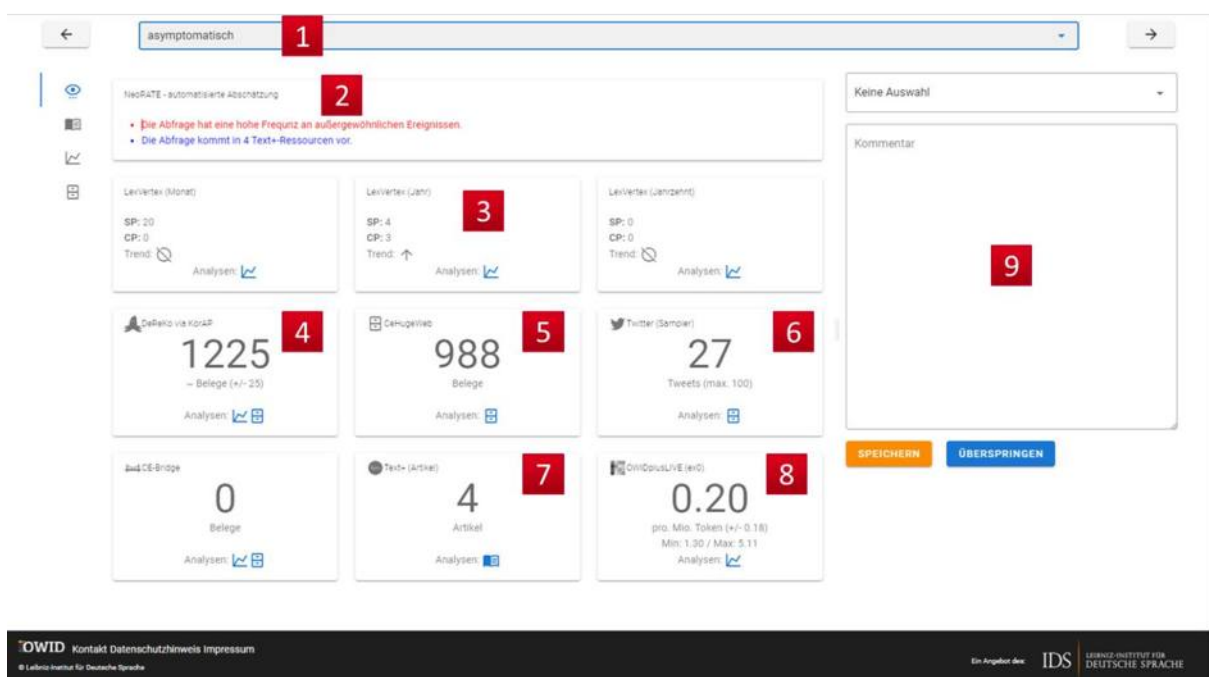 asymptomatisch
1
NeoRATE - automatisierte Abschätzung
2
Die Abfrage hat eine hohe Frequnz an außergewöhnlichen Ereignissen.
Die Abfrage kommt in 4 Text+-Ressourcen vor.
LexVertex (Monat)
SP: 20
CP: 0
Trend:
Analysen:
LexVertex (Jahr)
3
SP: 4
CP: 3
Trend:
Analysen:
LexVertex (Jahrzehnt)
SP: 0
CP: 0
Trend:
Analysen:
DeReKo via KorAP
4
1225
~ Belege (+/- 25)
Analysen:
CeHugeWeb
5
988
Belege
Analysen:
Twitter (Sampler)
6
27
Tweets (max. 100)
Analysen:
CE-Bridge
0
Belege
Analysen:
Text+ (Artikel)
7
4
Artikel
Analysen:
OWIDplusLIVE (ex0)
8
0.20
pro. Mio. Token (+/- 0.18)
Min: 1.30 / Max: 5.11
Analysen:
Keine Auswahl
Kommentar
9
SPEICHERN
ÜBERSPRINGEN
OWID Kontakt Datenschutzhinweis Impressum
© Leibniz-Institut für Deutsche Sprache
Ein Angebot des:
IDS
LEIBNIZ-INSTITUT FÜR
DEUTSCHE SPRACHE